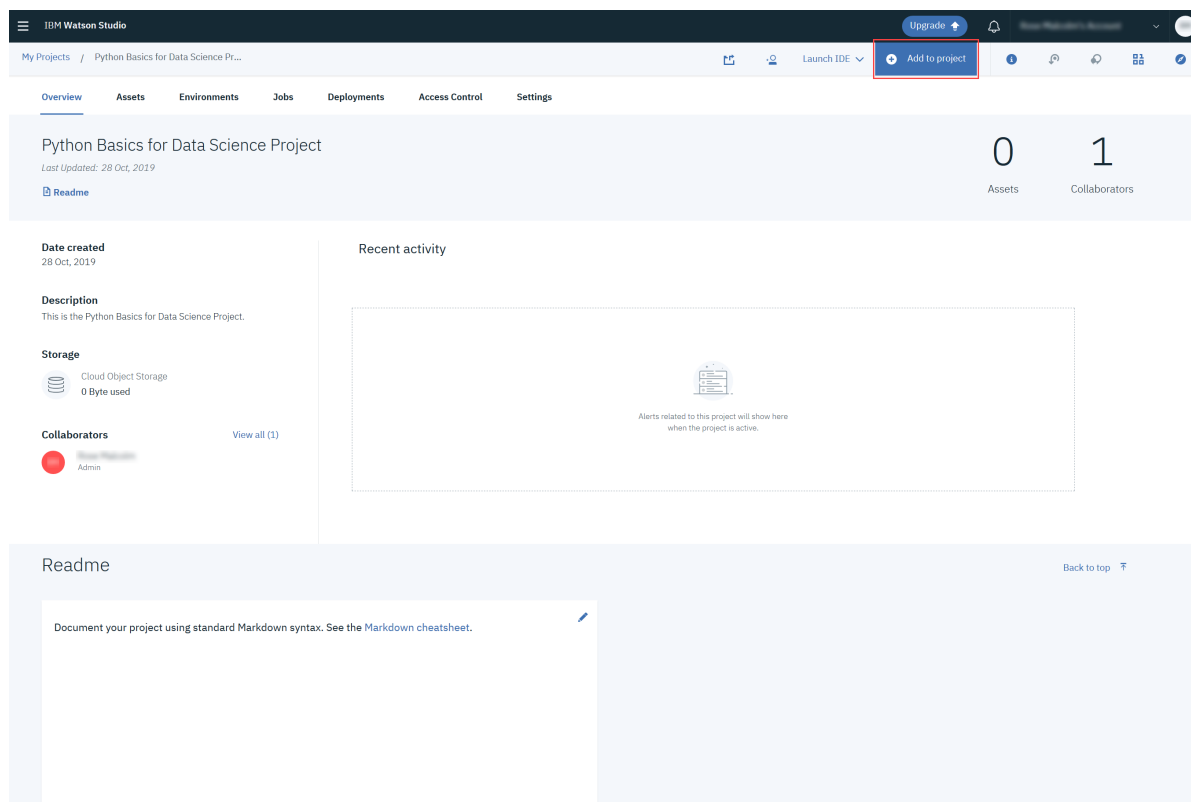 IBM Watson Studio
Upgrade
My Projects / Python Basics for Data Science Pr...
Launch IDE
Add to project
Overview Assets Environments Jobs Deployments Access Control Settings
Python Basics for Data Science Project
Last Updated: 28 Oct, 2019
Readme
0
Assets
1
Collaborators
Date created
28 Oct, 2019
Description
This is the Python Basics for Data Science Project.
Storage
Cloud Object Storage
0 Byte used
Collaborators View all (1)
Admin
Recent activity
Alerts related to this project will show here
when the project is active.
Readme
Back to top
Document your project using standard Markdown syntax. See the Markdown cheatsheet.